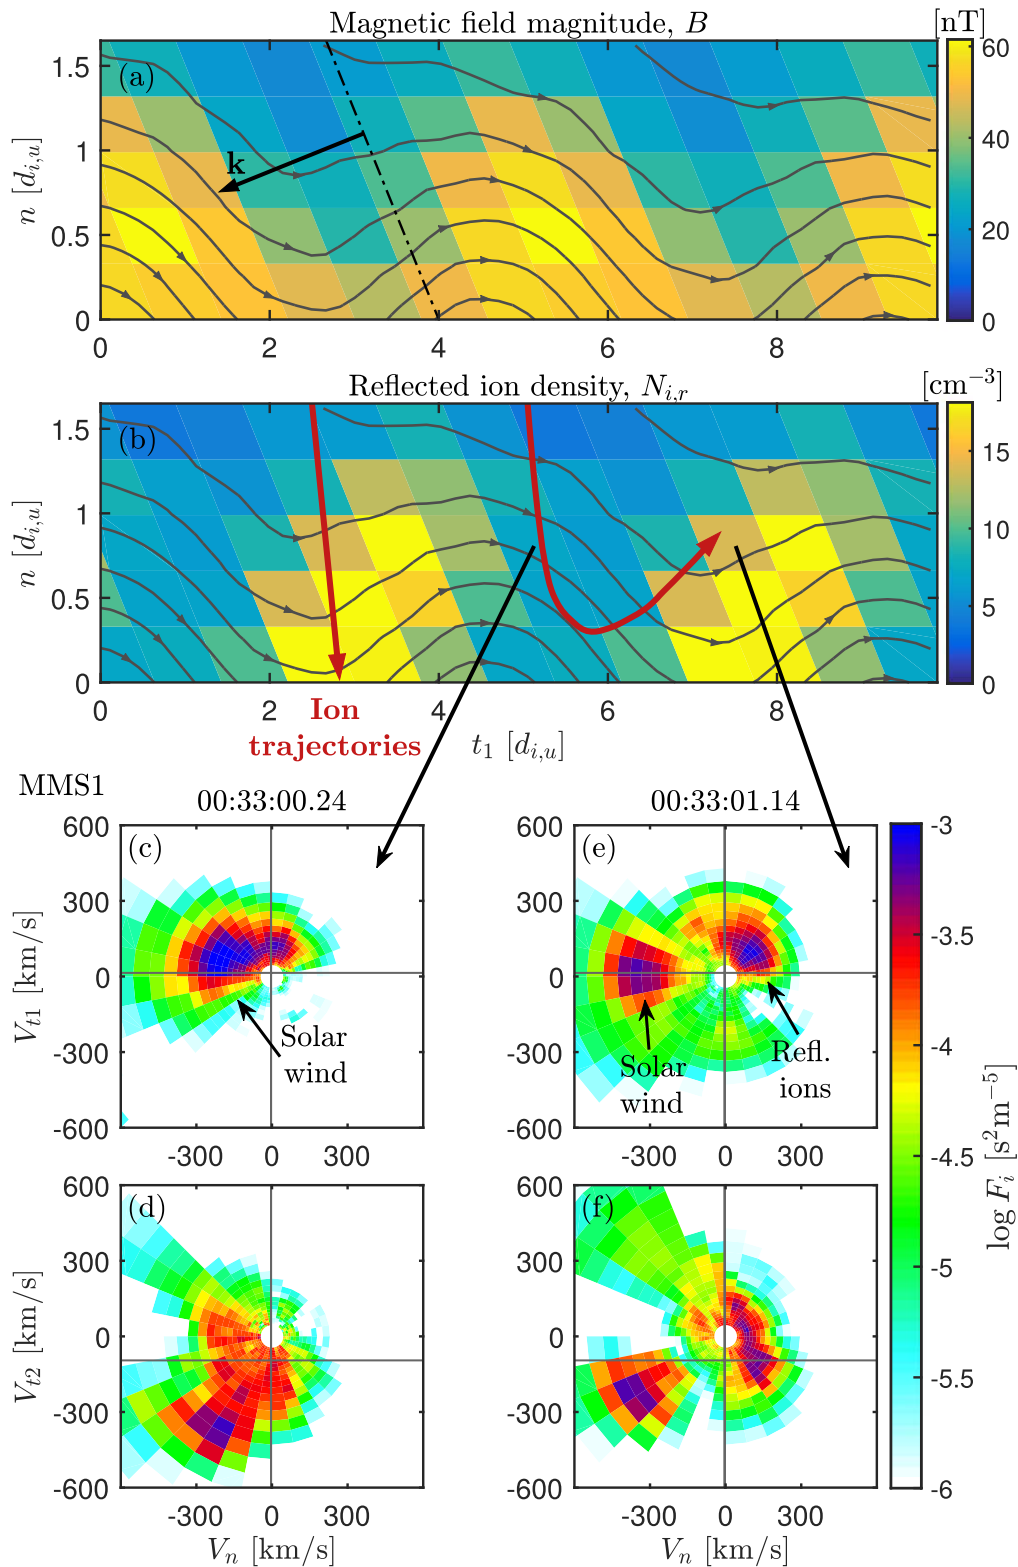 Magnetic field magnitude, B
[nT]
(a)
k
n [d_{i,u}]
1.5
1
0.5
0
0 2 4 6 8
60
40
20
0
Reflected ion density, N_{i,r}
[cm⁻³]
(b)
n [d_{i,u}]
1.5
1
0.5
0
0 2 4 6 8
15
10
5
0
Ion
trajectories
t₁ [d_{i,u}]
MMS1
00:33:00.24
00:33:01.14
(c)
V_{t1} [km/s]
600
300
0
-300
-600
-300 0 300
Solar
wind
(e)
600
300
0
-300
-600
-300 0 300
Solar
wind
Refl.
ions
(d)
V_{t2} [km/s]
600
300
0
-300
-600
-300 0 300
V_n [km/s]
(f)
600
300
0
-300
-600
-300 0 300
V_n [km/s]
-3
-3.5
-4
-4.5
-5
-5.5
-6
log F_i [s²m⁻⁵]